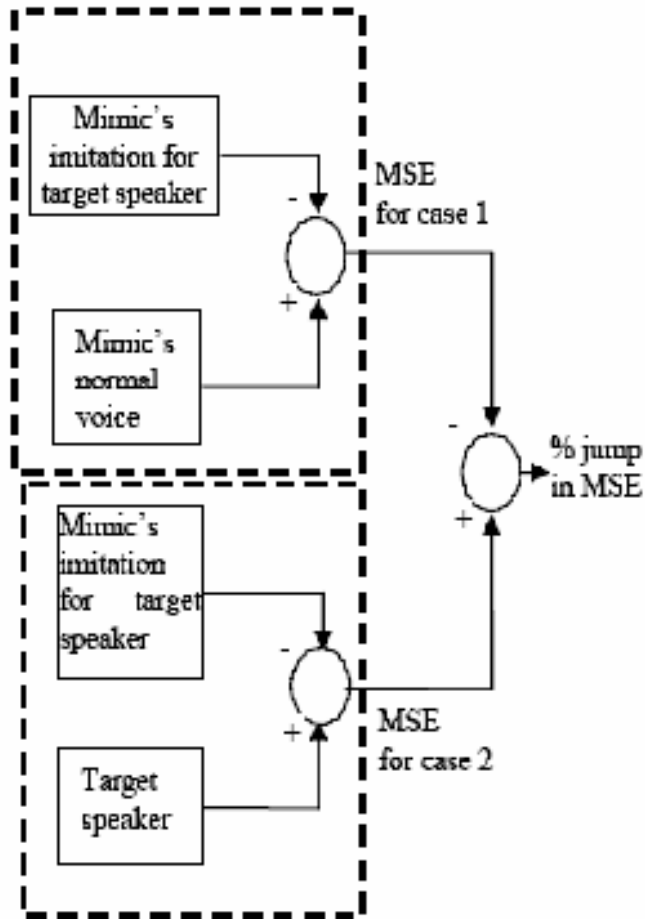 Mimic's
imitation for
target speaker
-
MSE
for case 1
+
Mimic's
normal
voice
-
% jump
in MSE
+
Mimic's
imitation
for target
speaker
-
+
MSE
for case 2
Target
speaker